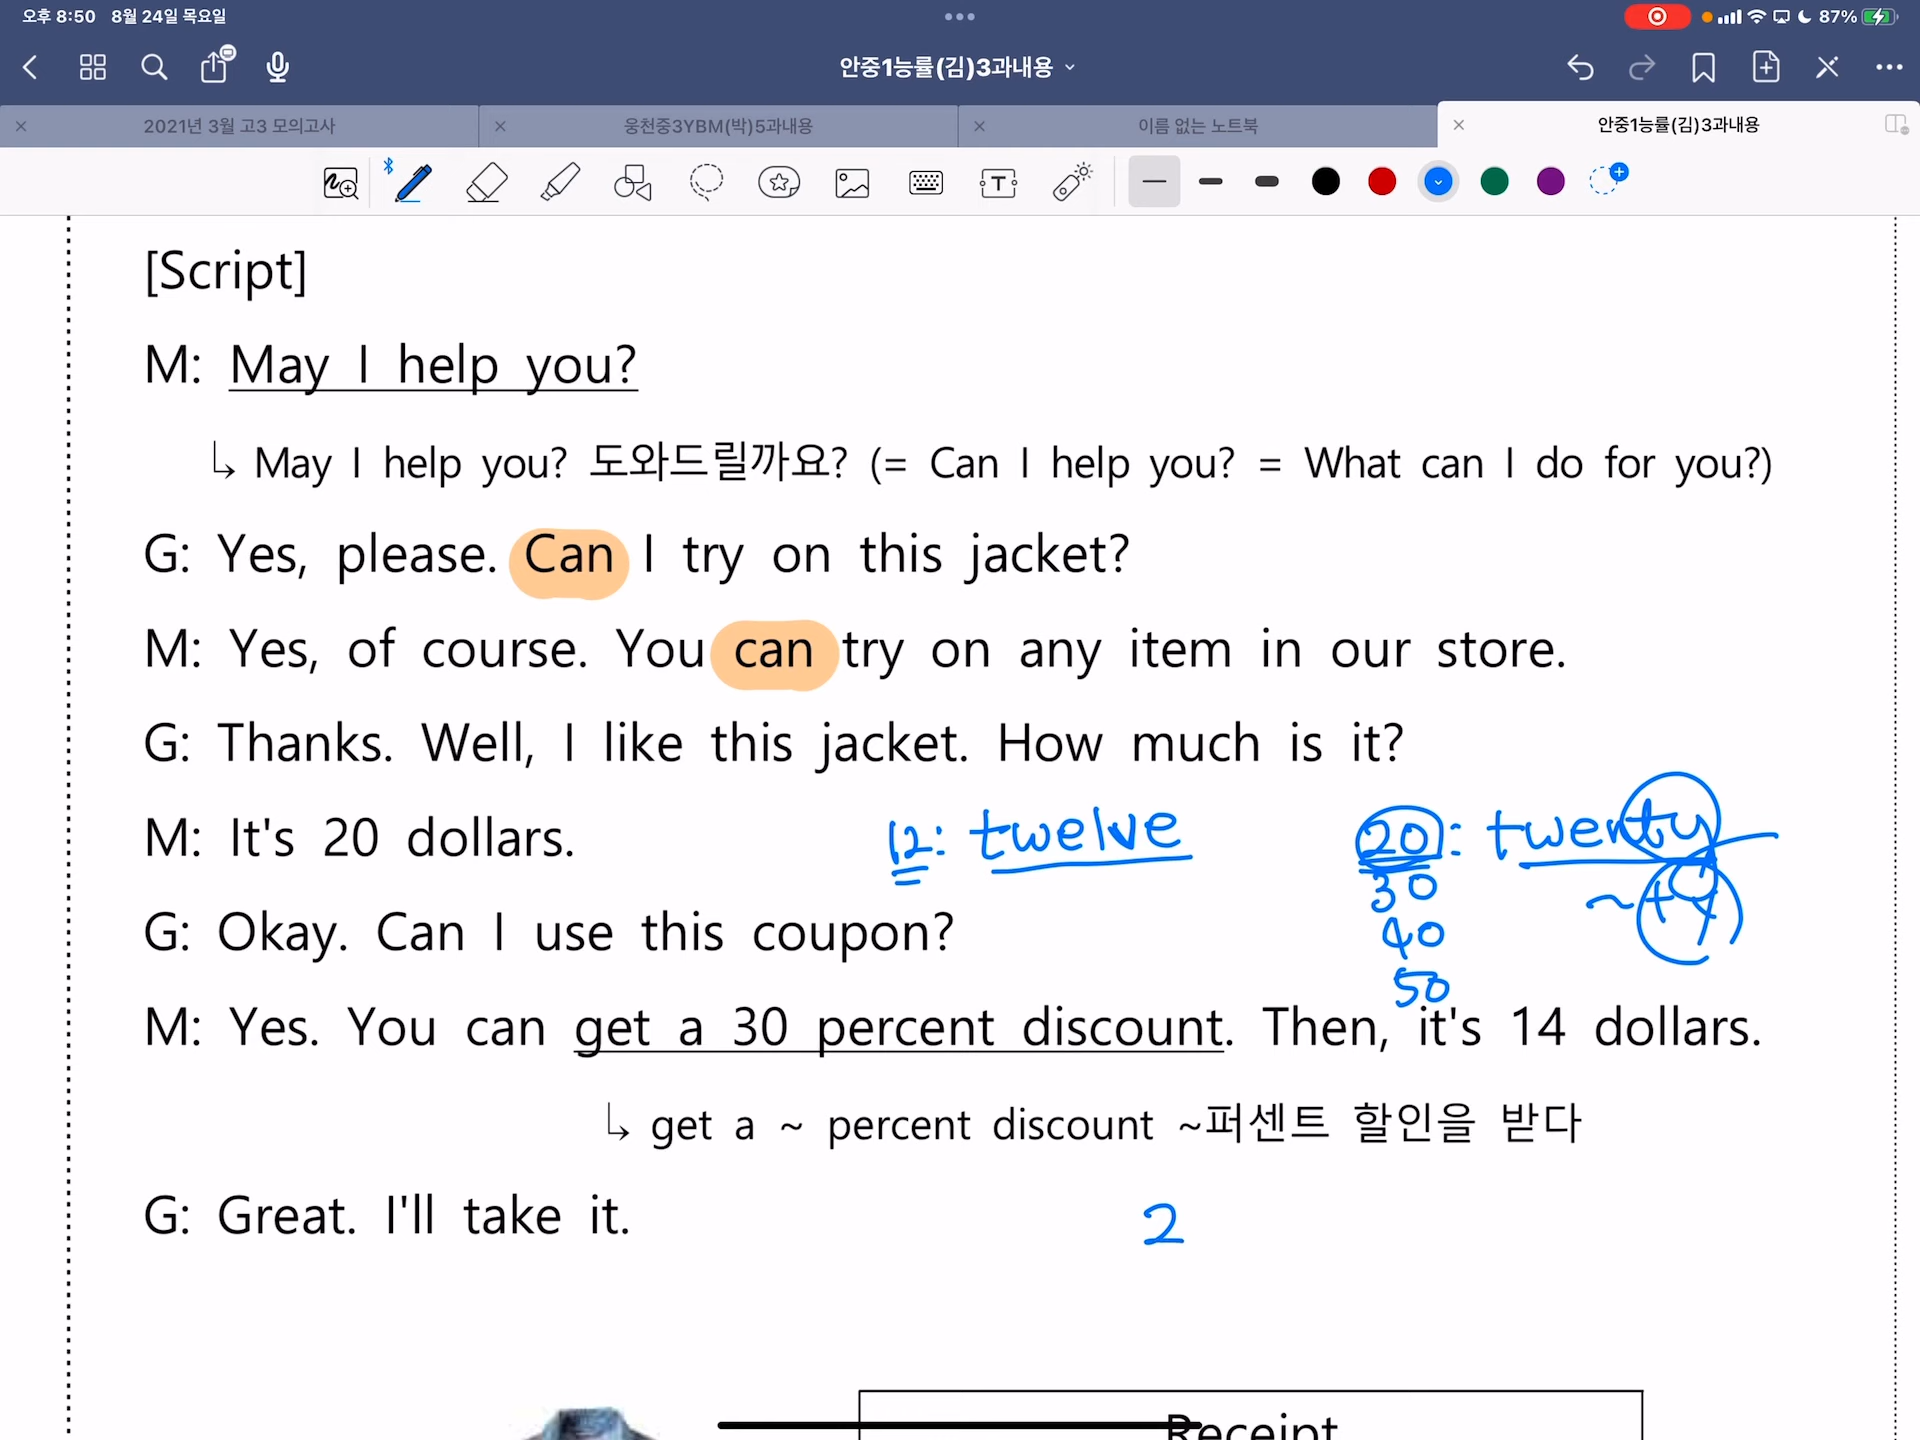 오후 8:50 8월 24일 목요일 87%
안중1능률(김)3과내용
2021년 3월 고3 모의고사 웅천중3YBM(박)5과내용 이름 없는 노트북 안중1능률(김)3과내용
[Script]
M: May I help you?
↳ May I help you? 도와드릴까요? (= Can I help you? = What can I do for you?)
G: Yes, please. Can I try on this jacket?
M: Yes, of course. You can try on any item in our store.
G: Thanks. Well, I like this jacket. How much is it?
M: It's 20 dollars. 12: twelve 20: twenty
30 ~ty
40
G: Okay. Can I use this coupon?
50
M: Yes. You can get a 30 percent discount. Then, it's 14 dollars.
↳ get a ~ percent discount ~퍼센트 할인을 받다
G: Great. I'll take it. 2
Receipt